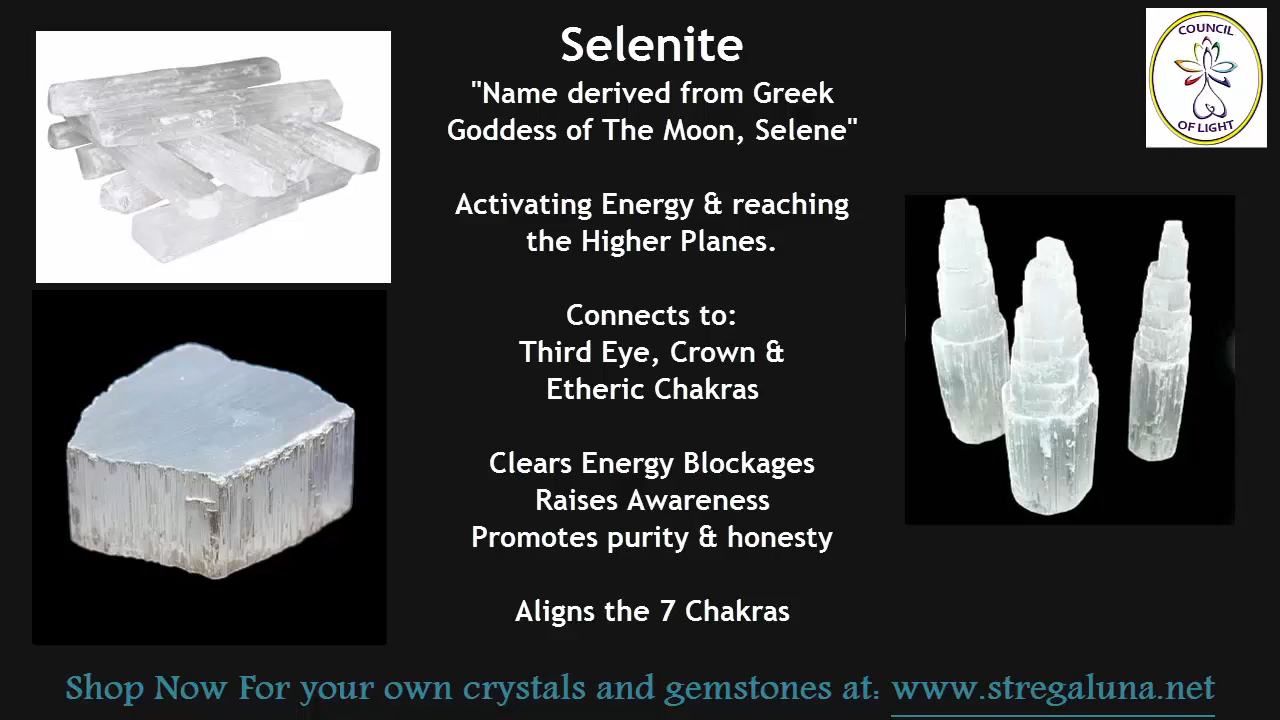 Selenite
"Name derived from Greek
Goddess of The Moon, Selene"
Activating Energy & reaching
the Higher Planes.
Connects to:
Third Eye, Crown &
Etheric Chakras
Clears Energy Blockages
Raises Awareness
Promotes purity & honesty
Aligns the 7 Chakras
COUNCIL
OF LIGHT
Shop Now For your own crystals and gemstones at: www.stregaluna.net